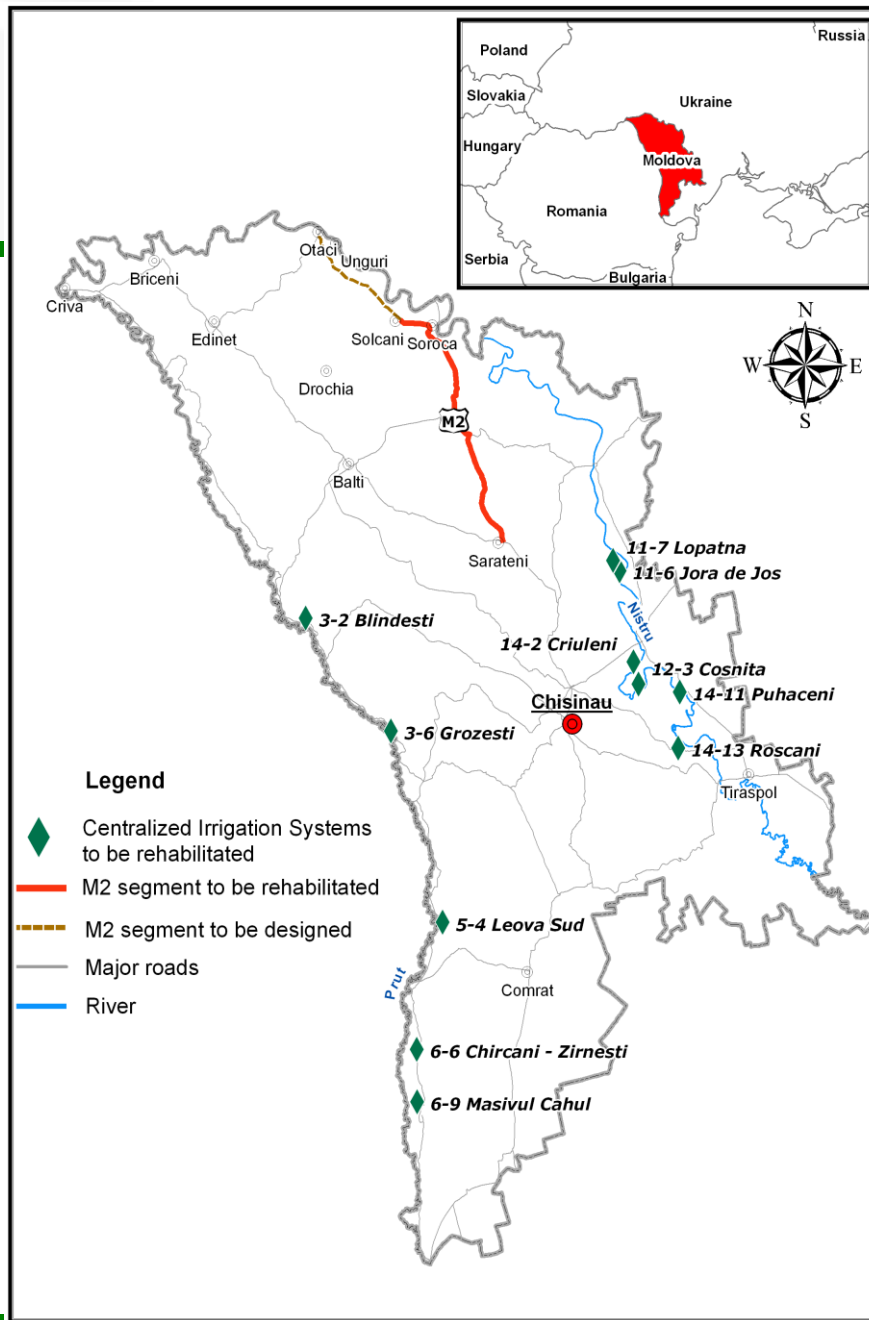 Poland
Russia
Slovakia
Ukraine
Hungary
Moldova
Romania
Serbia
Bulgaria
N
W E
S
Otaci
Unguri
Briceni
Criva
Edinet
Solcani
Soroca
Drochia
M2
Balti
Sarateni
11-7 Lopatna
11-6 Jora de Jos
Nistru
3-2 Blindesti
14-2 Criuleni
12-3 Cosnita
14-11 Puhaceni
Chisinau
3-6 Grozesti
14-13 Roscani
Tiraspol
Legend
Centralized Irrigation Systems
to be rehabilitated
M2 segment to be rehabilitated
M2 segment to be designed
Major roads
River
5-4 Leova Sud
Prut
Comrat
6-6 Chircani - Zirnesti
6-9 Masivul Cahul